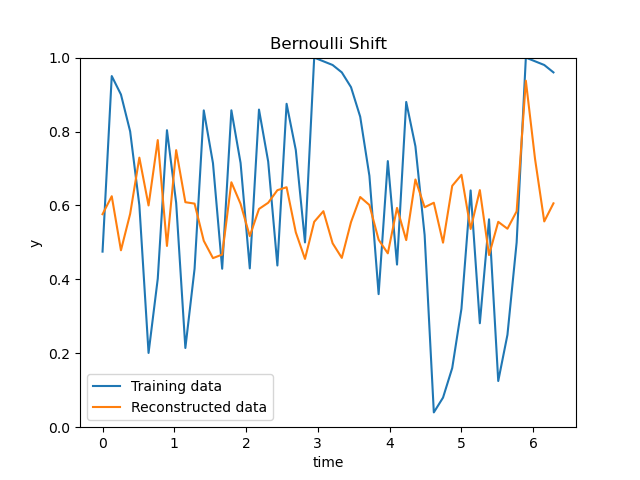 Bernoulli Shift
1.0
0.8
0.6
0.4
0.2
0.0
y
Training data
Reconstructed data
0 1 2 3 4 5 6
time